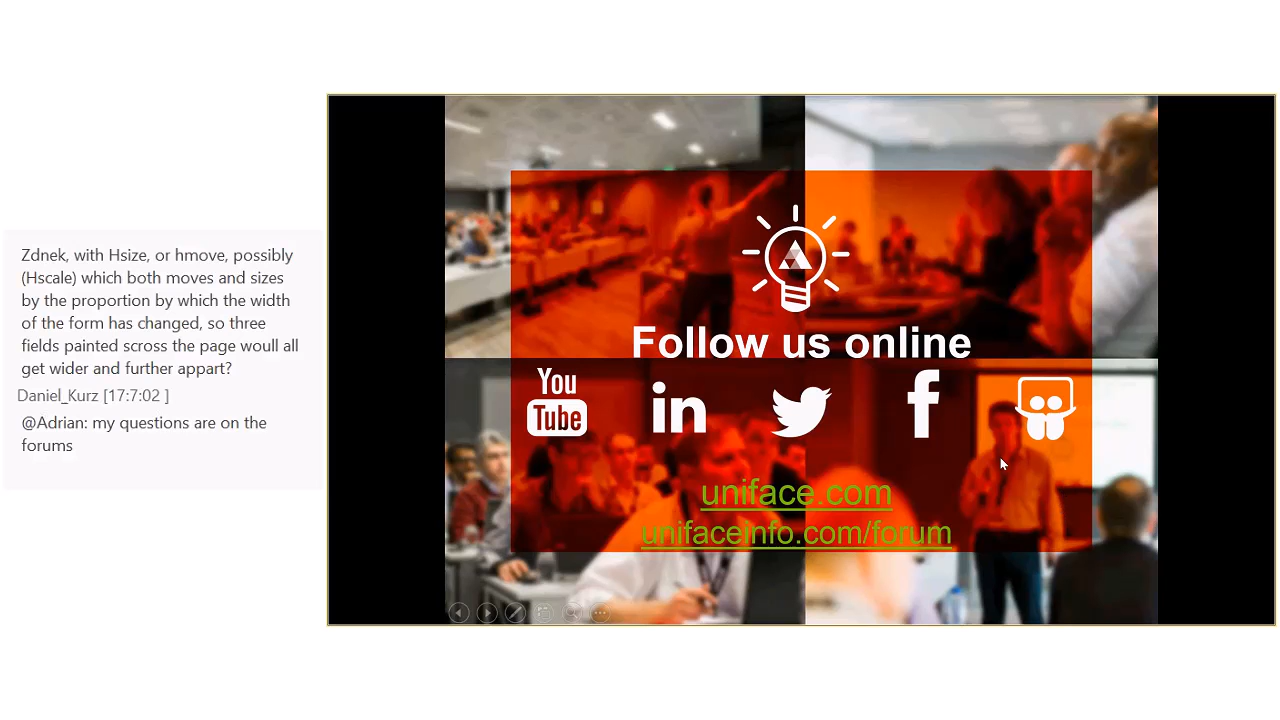 Zdnek, with Hsize, or hmove, possibly
(Hscale) which both moves and sizes
by the proportion by which the width
of the form has changed, so three
fields painted scross the page woull all
get wider and further appart?
Daniel_Kurz [17:7:02 ]
@Adrian: my questions are on the
forums
Follow us online
You
Tube
in
uniface.com
unifaceinfo.com/forum